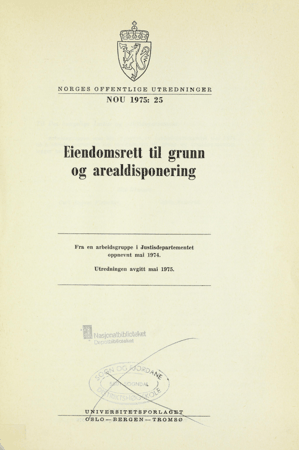 NORGES OFFENTLIGE UTREDNINGER
NOU 1975: 25
Eiendomsrett til grunn
og arealdisponering
Fra en arbeidsgruppe i Justisdepartementet
oppnevnt mai 1974.
Utredningen avgitt mai 1975.
Nasjonalbiblioteket
Depotbiblioteket
UNIVERSITETSFORLAGET
OSLO — BERGEN — TROMSØ